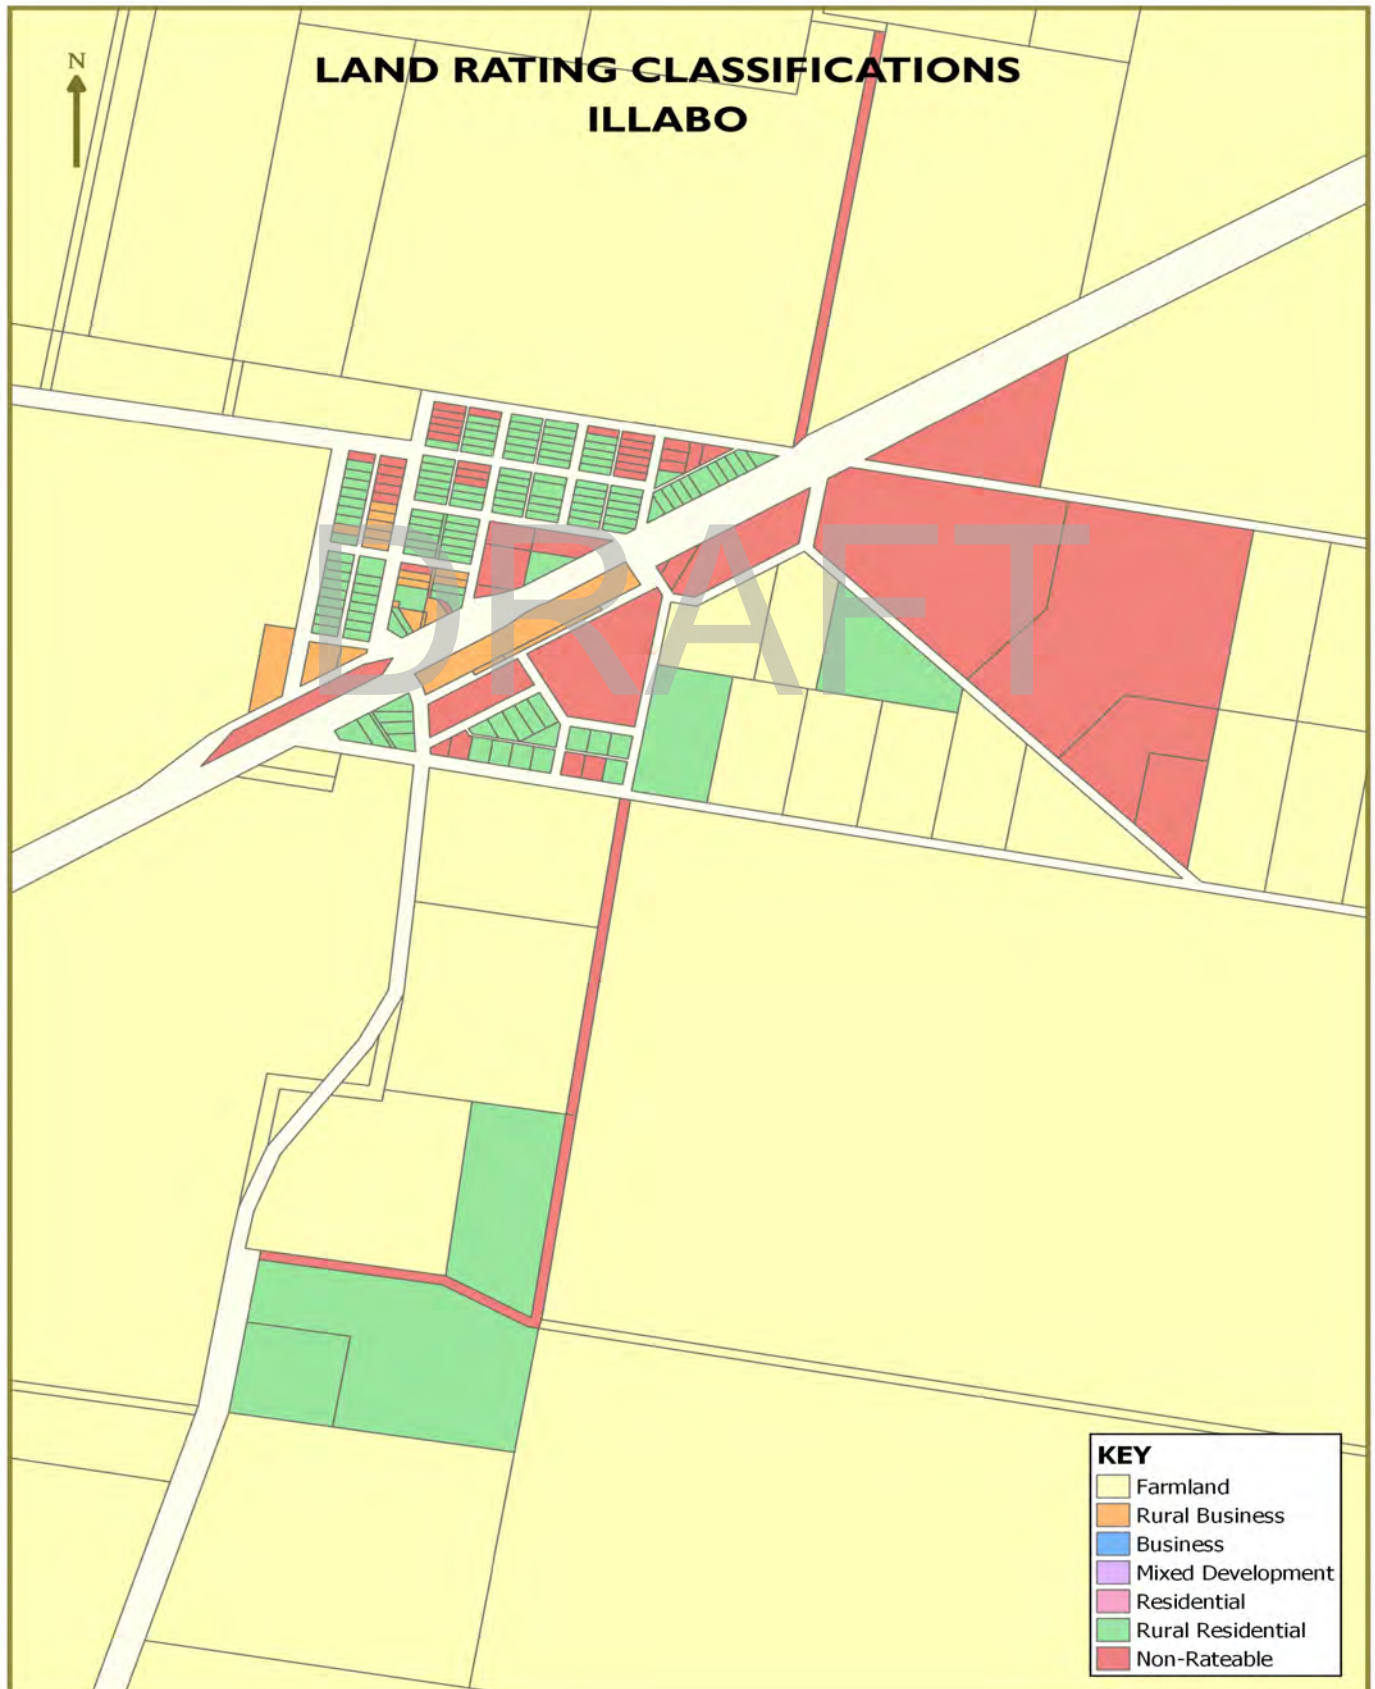 N
LAND RATING CLASSIFICATIONS
ILLABO
DRAFT
KEY
Farmland
Rural Business
Business
Mixed Development
Residential
Rural Residential
Non-Rateable